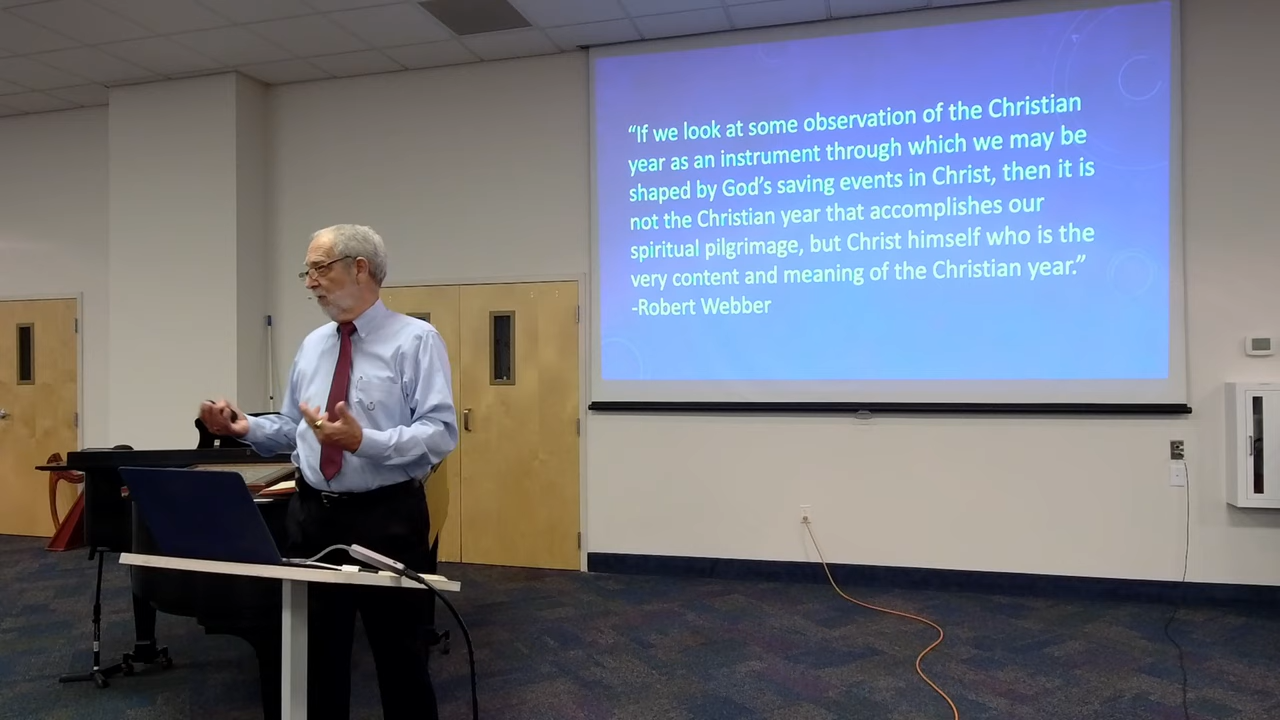 “If we look at some observation of the Christian
year as an instrument through which we may be
shaped by God’s saving events in Christ, then it is
not the Christian year that accomplishes our
spiritual pilgrimage, but Christ himself who is the
very content and meaning of the Christian year.”
-Robert Webber